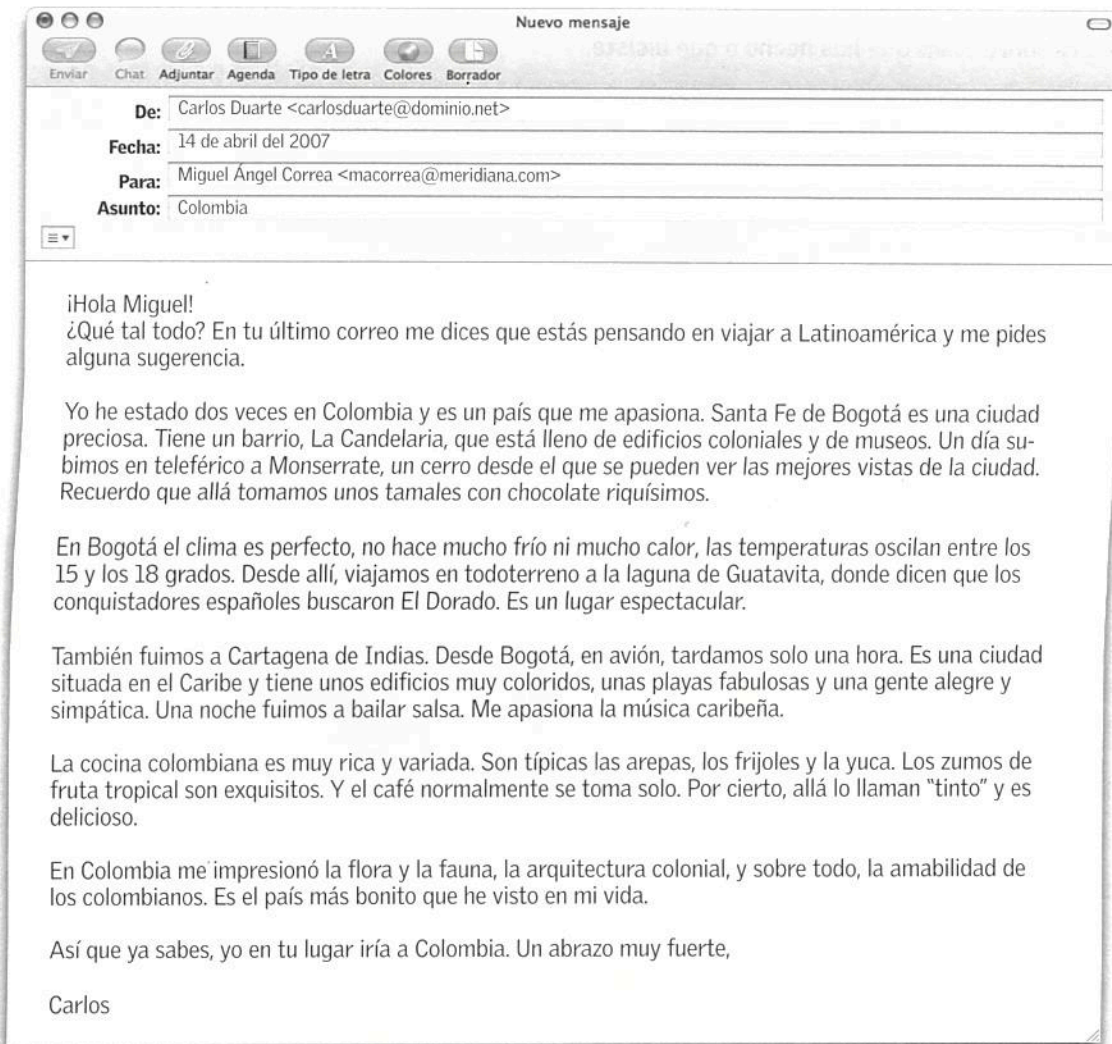 Nuevo mensaje
Enviar Chat Adjuntar Agenda Tipo de letra Colores Borrador
De: Carlos Duarte <carlosduarte@dominio.net>
Fecha: 14 de abril del 2007
Para: Miguel Ángel Correa <macorrea@meridiana.com>
Asunto: Colombia
¡Hola Miguel!
¿Qué tal todo? En tu último correo me dices que estás pensando en viajar a Latinoamérica y me pides
alguna sugerencia.
Yo he estado dos veces en Colombia y es un país que me apasiona. Santa Fe de Bogotá es una ciudad
preciosa. Tiene un barrio, La Candelaria, que está lleno de edificios coloniales y de museos. Un día su-
bimos en teleférico a Monserrate, un cerro desde el que se pueden ver las mejores vistas de la ciudad.
Recuerdo que allá tomamos unos tamales con chocolate riquísimos.
En Bogotá el clima es perfecto, no hace mucho frío ni mucho calor, las temperaturas oscilan entre los
15 y los 18 grados. Desde allí, viajamos en todoterreno a la laguna de Guatavita, donde dicen que los
conquistadores españoles buscaron El Dorado. Es un lugar espectacular.
También fuimos a Cartagena de Indias. Desde Bogotá, en avión, tardamos solo una hora. Es una ciudad
situada en el Caribe y tiene unos edificios muy coloridos, unas playas fabulosas y una gente alegre y
simpática. Una noche fuimos a bailar salsa. Me apasiona la música caribeña.
La cocina colombiana es muy rica y variada. Son típicas las arepas, los frijoles y la yuca. Los zumos de
fruta tropical son exquisitos. Y el café normalmente se toma solo. Por cierto, allá lo llaman "tinto" y es
delicioso.
En Colombia me impresionó la flora y la fauna, la arquitectura colonial, y sobre todo, la amabilidad de
los colombianos. Es el país más bonito que he visto en mi vida.
Así que ya sabes, yo en tu lugar iría a Colombia. Un abrazo muy fuerte,
Carlos